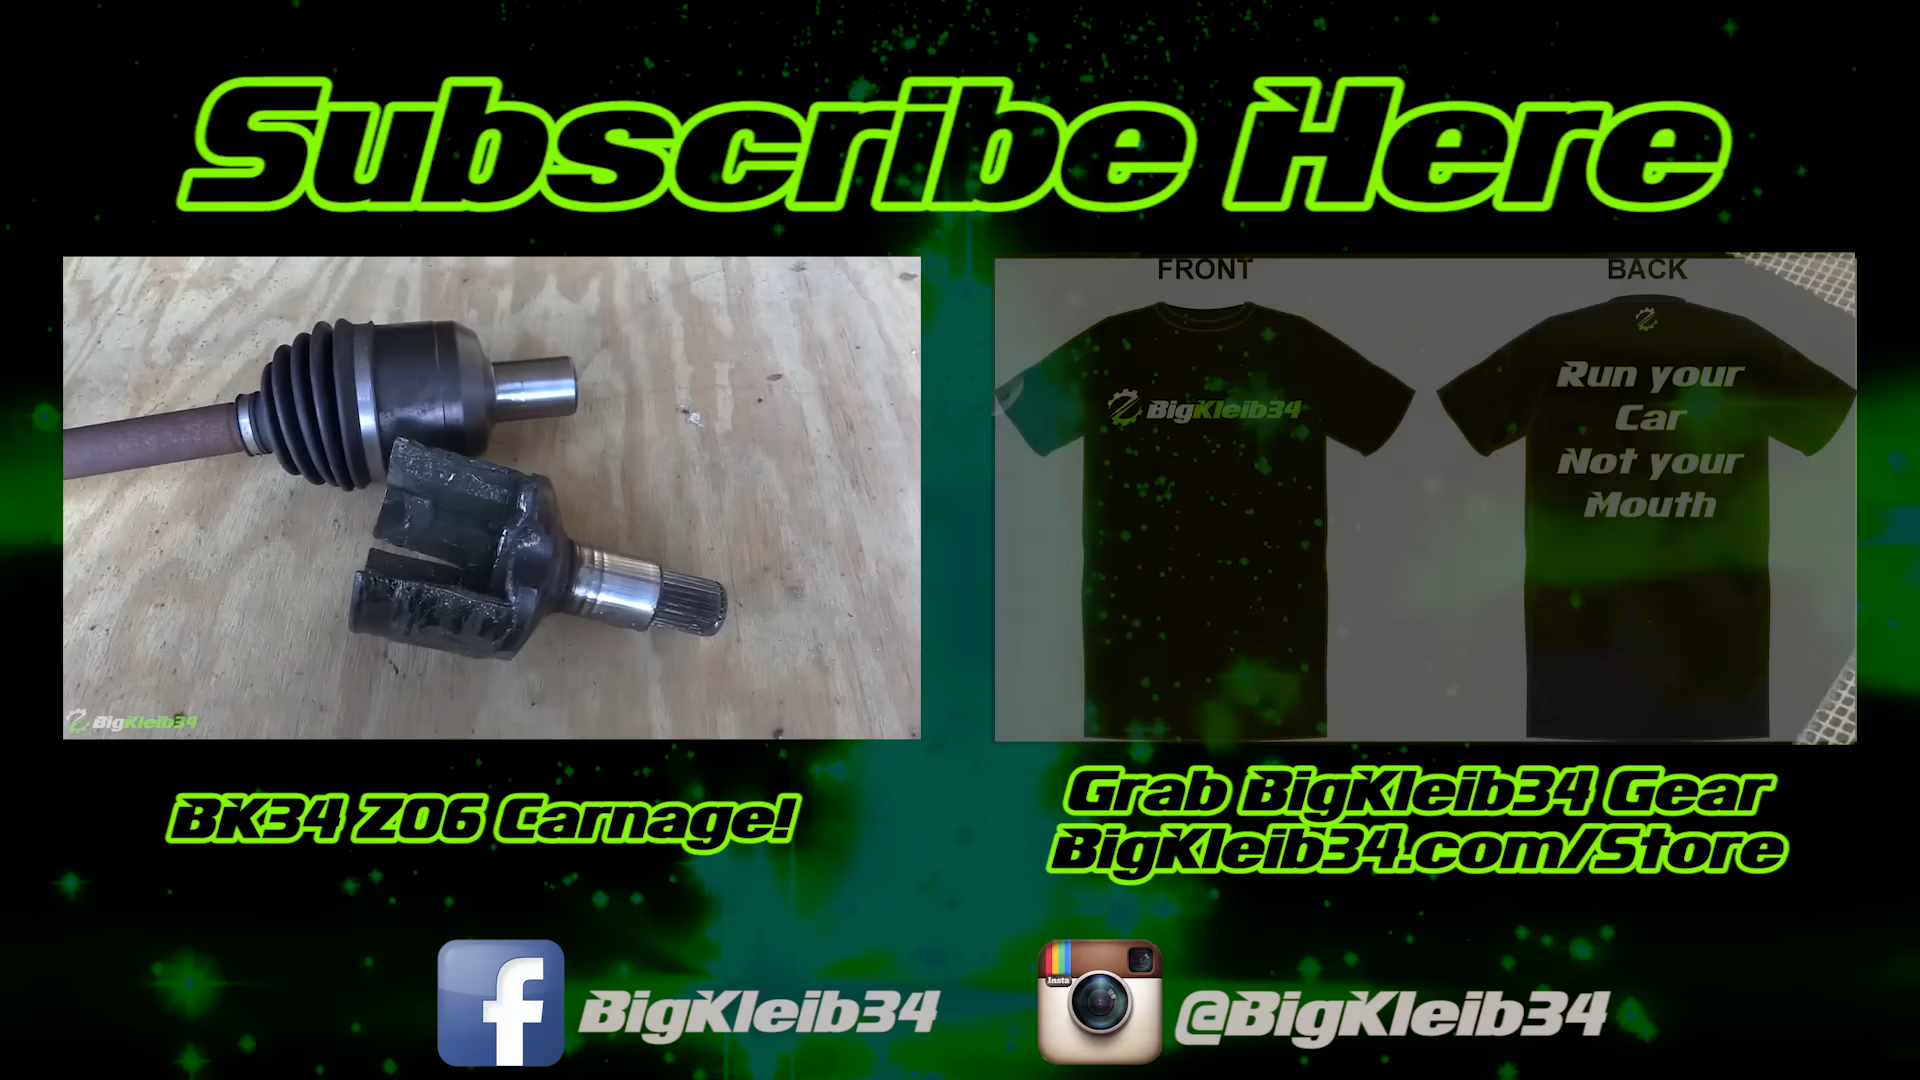 Subscribe Here
FRONT
BACK
BigKleib34
Run your
Car
Not your
Mouth
BigKleib34
BK34 Z06 Carnage!
Grab BigKleib34 Gear
BigKleib34.com/Store
BigKleib34
Insta
@BigKleib34